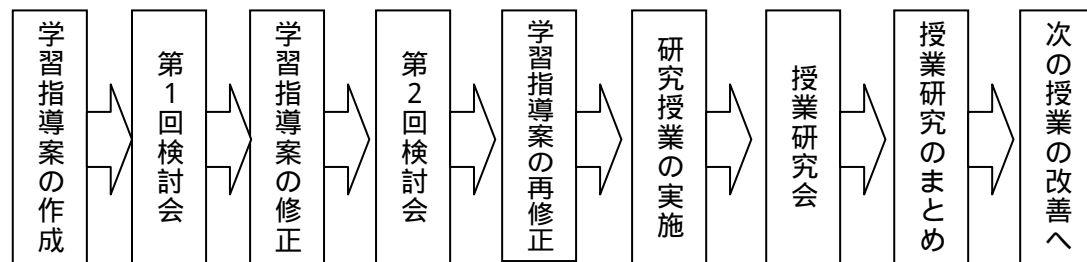 学習指導案の作成
第1回検討会
学習指導案の修正
第2回検討会
学習指導案の再修正
研究授業の実施
授業研究会
授業研究のまとめ
次の授業の改善へ